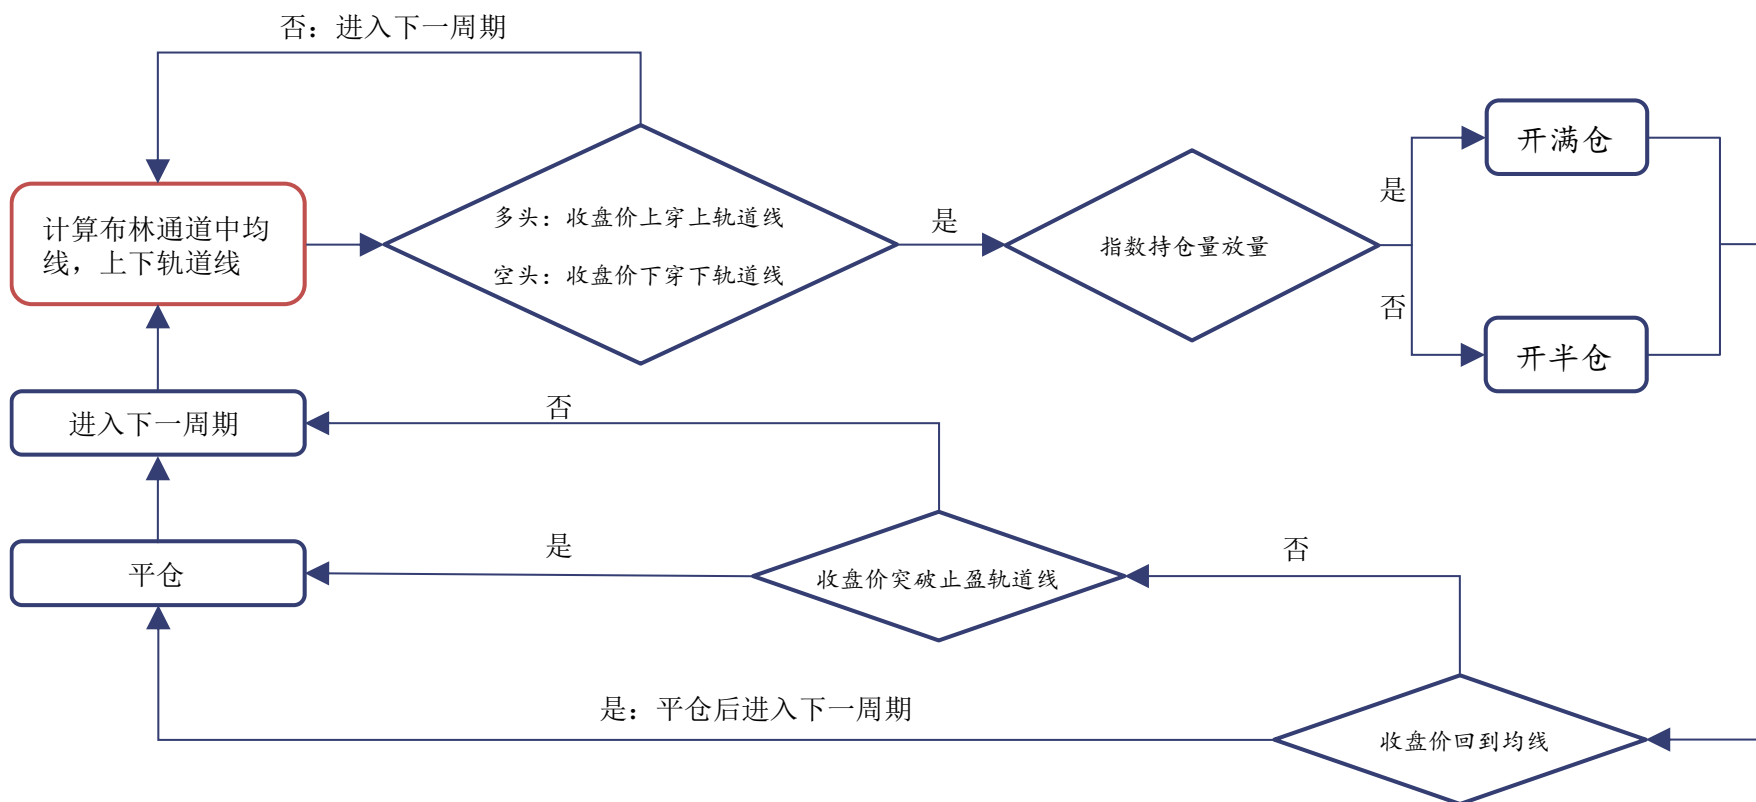 否：进入下一周期
计算布林通道中均
线，上下轨道线
多头：收盘价上穿上轨道线
空头：收盘价下穿下轨道线
是
指数持仓量放量
是
否
开满仓
开半仓
进入下一周期
否
平仓
是
收盘价突破止盈轨道线
否
是：平仓后进入下一周期
收盘价回到均线